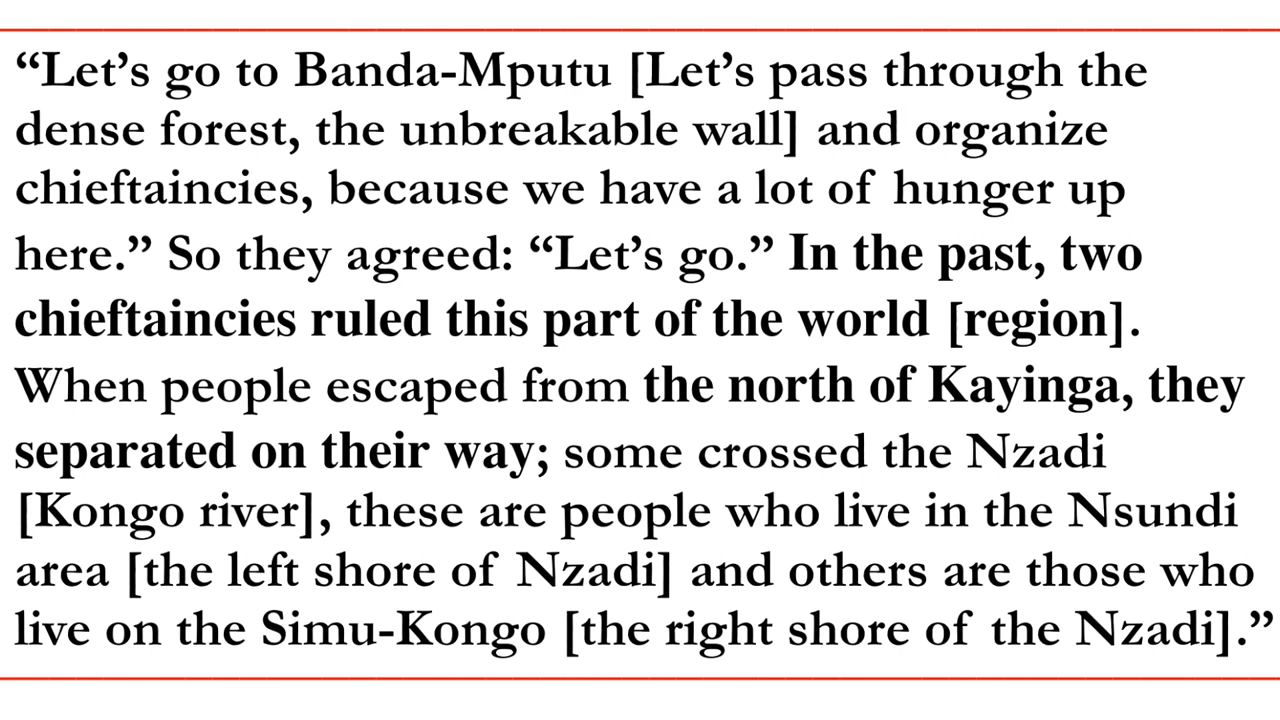 “Let’s go to Banda-Mputu [Let’s pass through the
dense forest, the unbreakable wall] and organize
chieftaincies, because we have a lot of hunger up
here.” So they agreed: “Let’s go.” In the past, two
chieftaincies ruled this part of the world [region].
When people escaped from the north of Kayinga, they
separated on their way; some crossed the Nzadi
[Kongo river], these are people who live in the Nsundi
area [the left shore of Nzadi] and others are those who
live on the Simu-Kongo [the right shore of the Nzadi].”